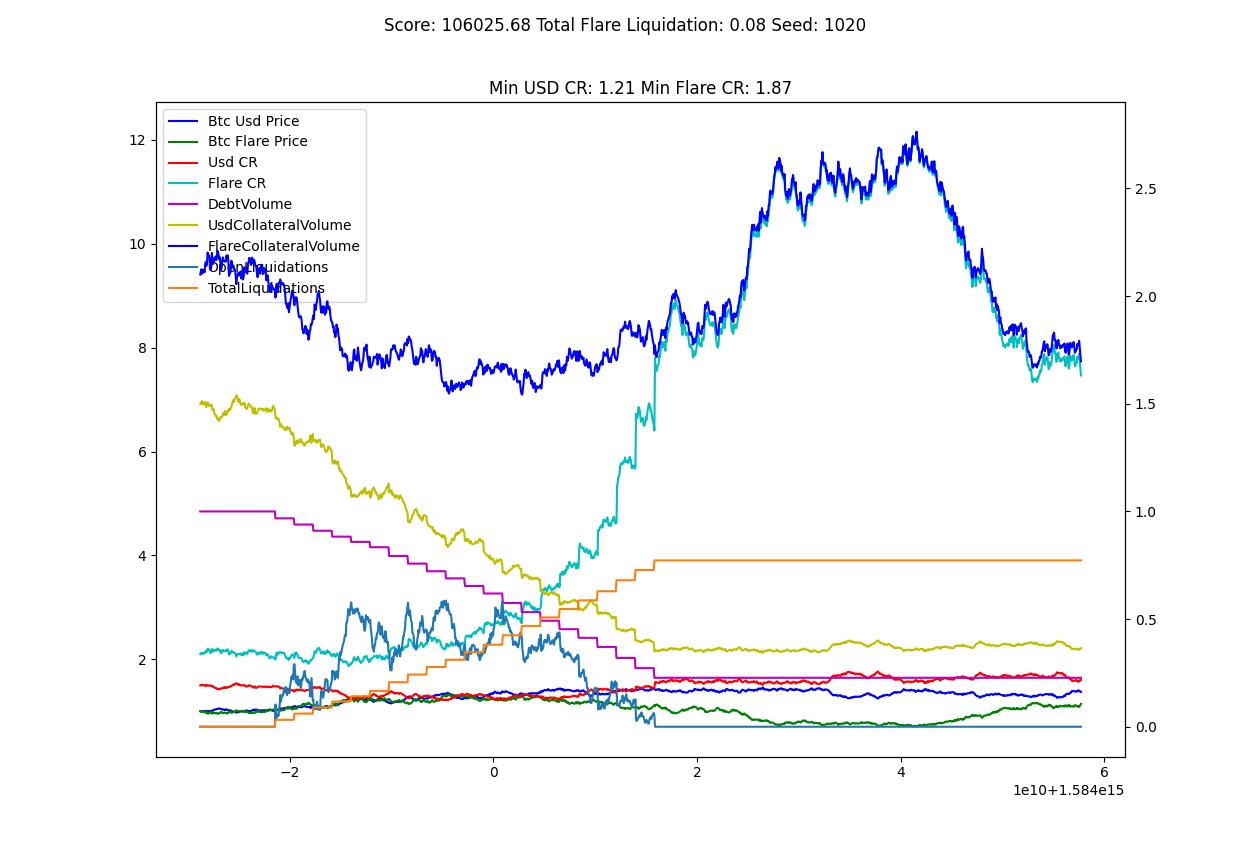 Score: 106025.68 Total Flare Liquidation: 0.08 Seed: 1020
Min USD CR: 1.21 Min Flare CR: 1.87
Btc Usd Price
Btc Flare Price
Usd CR
Flare CR
DebtVolume
UsdCollateralVolume
FlareCollateralVolume
OpenLiquidations
TotalLiquidations
12
10
8
6
4
2
2.5
2.0
1.5
1.0
0.5
0.0
−2 0 2 4 6
1e10+1.584e15